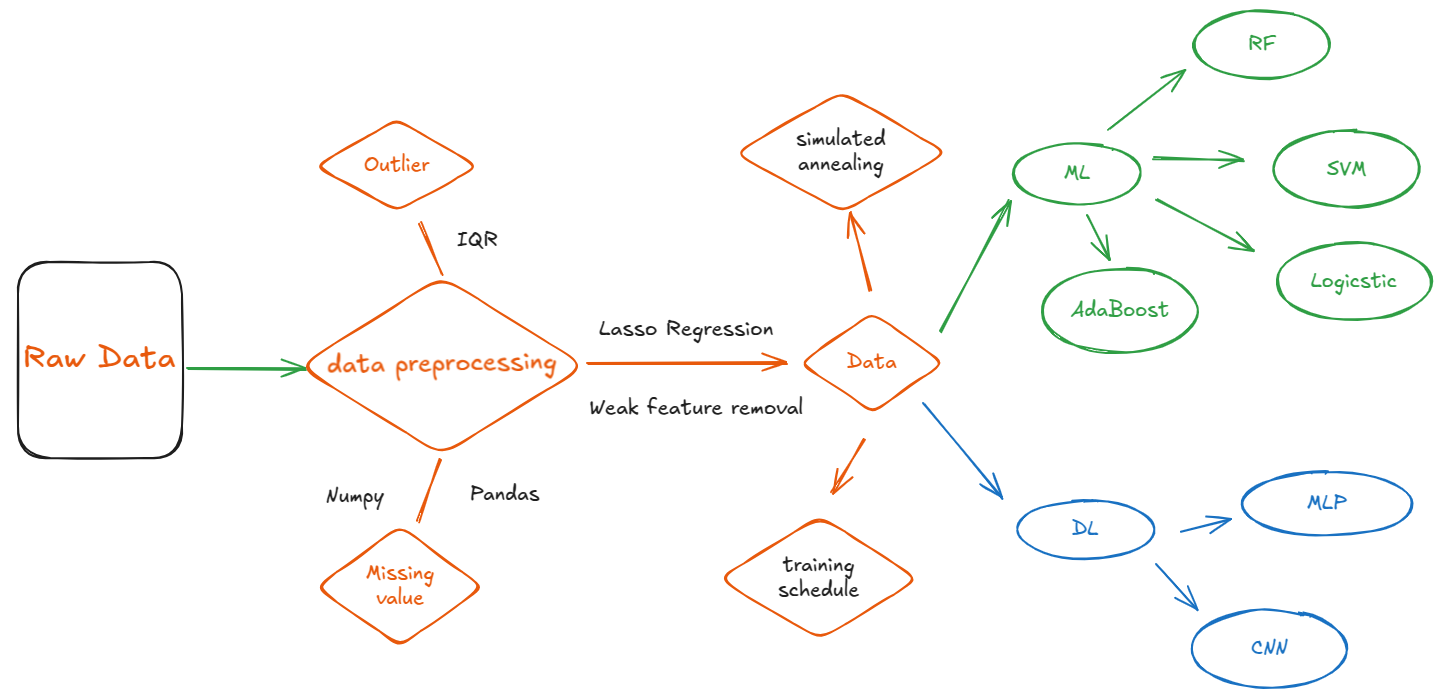 RF
simulated
annealing
Outlier
ML
SVM
IQR
Logicstic
AdaBoost
Raw Data
data preprocessing
Lasso Regression
Data
Weak feature removal
Numpy
Pandas
MLP
DL
Missing
value
training
schedule
CNN